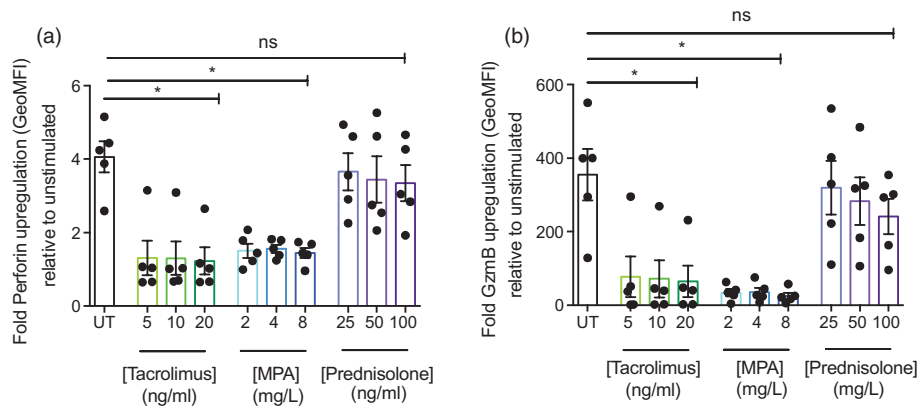 (a)
ns
*
*
Fold Perforin upregulation (GeoMFI)
relative to unstimulated
6
4
2
0
UT 5 10 20 2 4 8 25 50 100
[Tacrolimus] [MPA] [Prednisolone]
(ng/ml) (mg/L) (ng/ml)
(b)
ns
*
*
Fold GzmB upregulation (GeoMFI)
relative to unstimulated
600
400
200
0
UT 5 10 20 2 4 8 25 50 100
[Tacrolimus] [MPA] [Prednisolone]
(ng/ml) (mg/L) (mg/L)